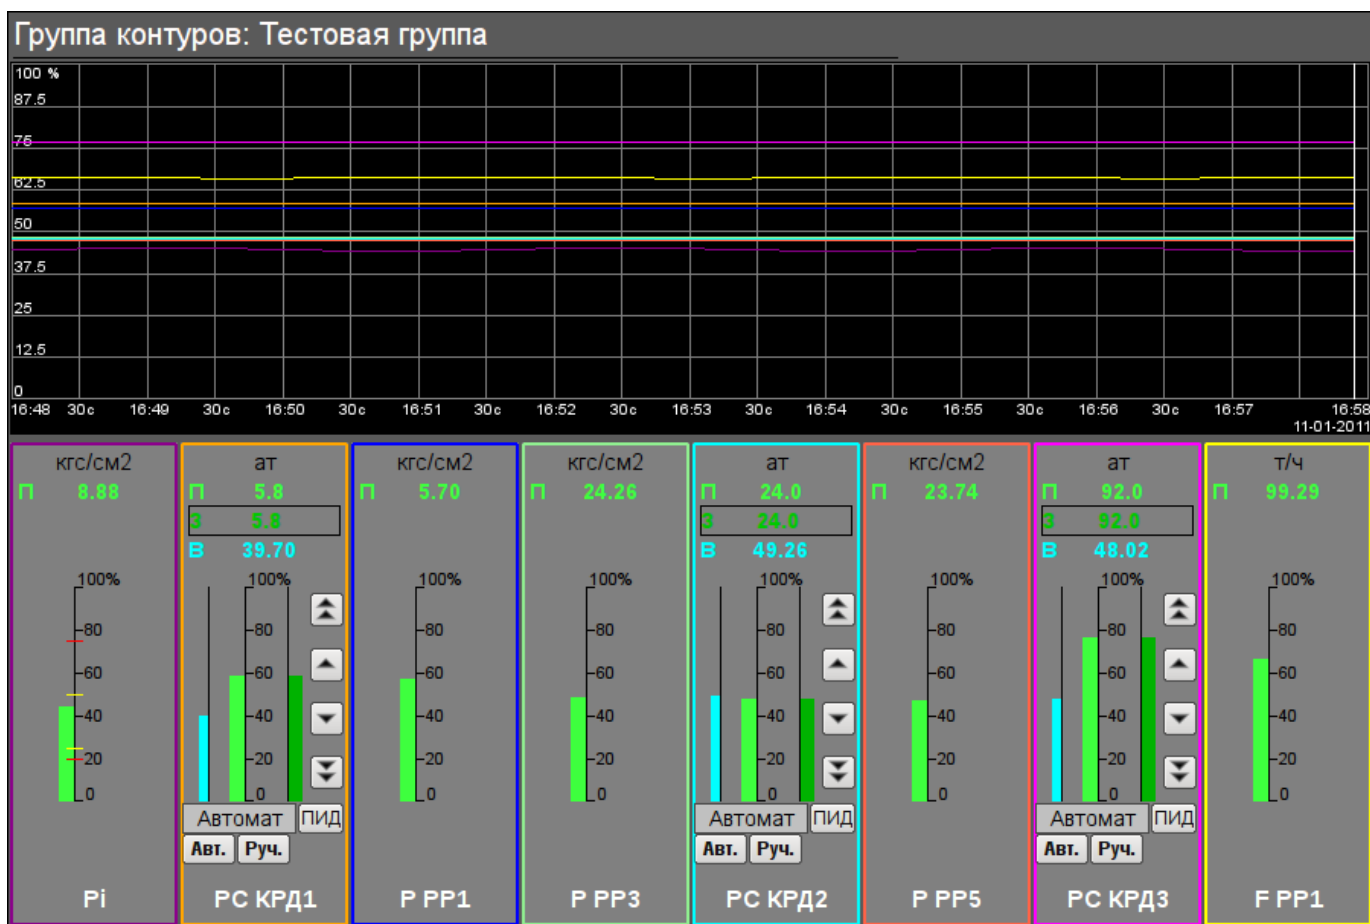 Группа контуров: Тестовая группа
100 %
87.5
75
62.5
50
37.5
25
12.5
0
16:48 30с 16:49 30с 16:50 30с 16:51 30с 16:52 30с 16:53 30с 16:54 30с 16:55 30с 16:56 30с 16:57 16:58
11-01-2011
кгс/см2 ат кгс/см2 кгс/см2 ат кгс/см2 ат т/ч
П 8.88 П 5.8 П 5.70 П 24.26 П 24.0 П 23.74 П 92.0 П 99.29
З 5.8 З 24.0 З 92.0
В 39.70 В 49.26 В 48.02
100% 100% 100% 100% 100% 100% 100% 100%
80 80 80 80 80 80 80 80
60 60 60 60 60 60 60 60
40 40 40 40 40 40 40 40
20 20 20 20 20 20 20 20
0 0 0 0 0 0 0 0
Автомат ПИД Автомат ПИД Автомат ПИД
Авт. Руч. Авт. Руч. Авт. Руч.
Pi РС КРД1 P PP1 P PP3 РС КРД2 P PP5 РС КРД3 F PP1